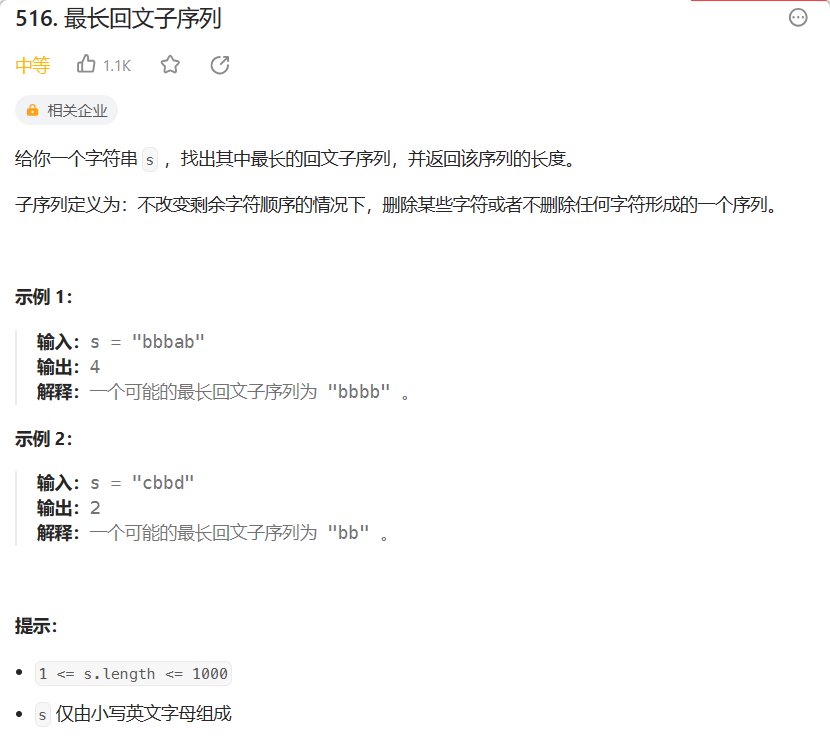 516. 最长回文子序列
中等 1.1K
相关企业
给你一个字符串 s ，找出其中最长的回文子序列，并返回该序列的长度。
子序列定义为：不改变剩余字符顺序的情况下，删除某些字符或者不删除任何字符形成的一个序列。
示例 1：
输入：s = "bbbab"
输出：4
解释：一个可能的最长回文子序列为 "bbbb" 。
示例 2：
输入：s = "cbbd"
输出：2
解释：一个可能的最长回文子序列为 "bb" 。
提示：
• 1 <= s.length <= 1000
• s 仅由小写英文字母组成